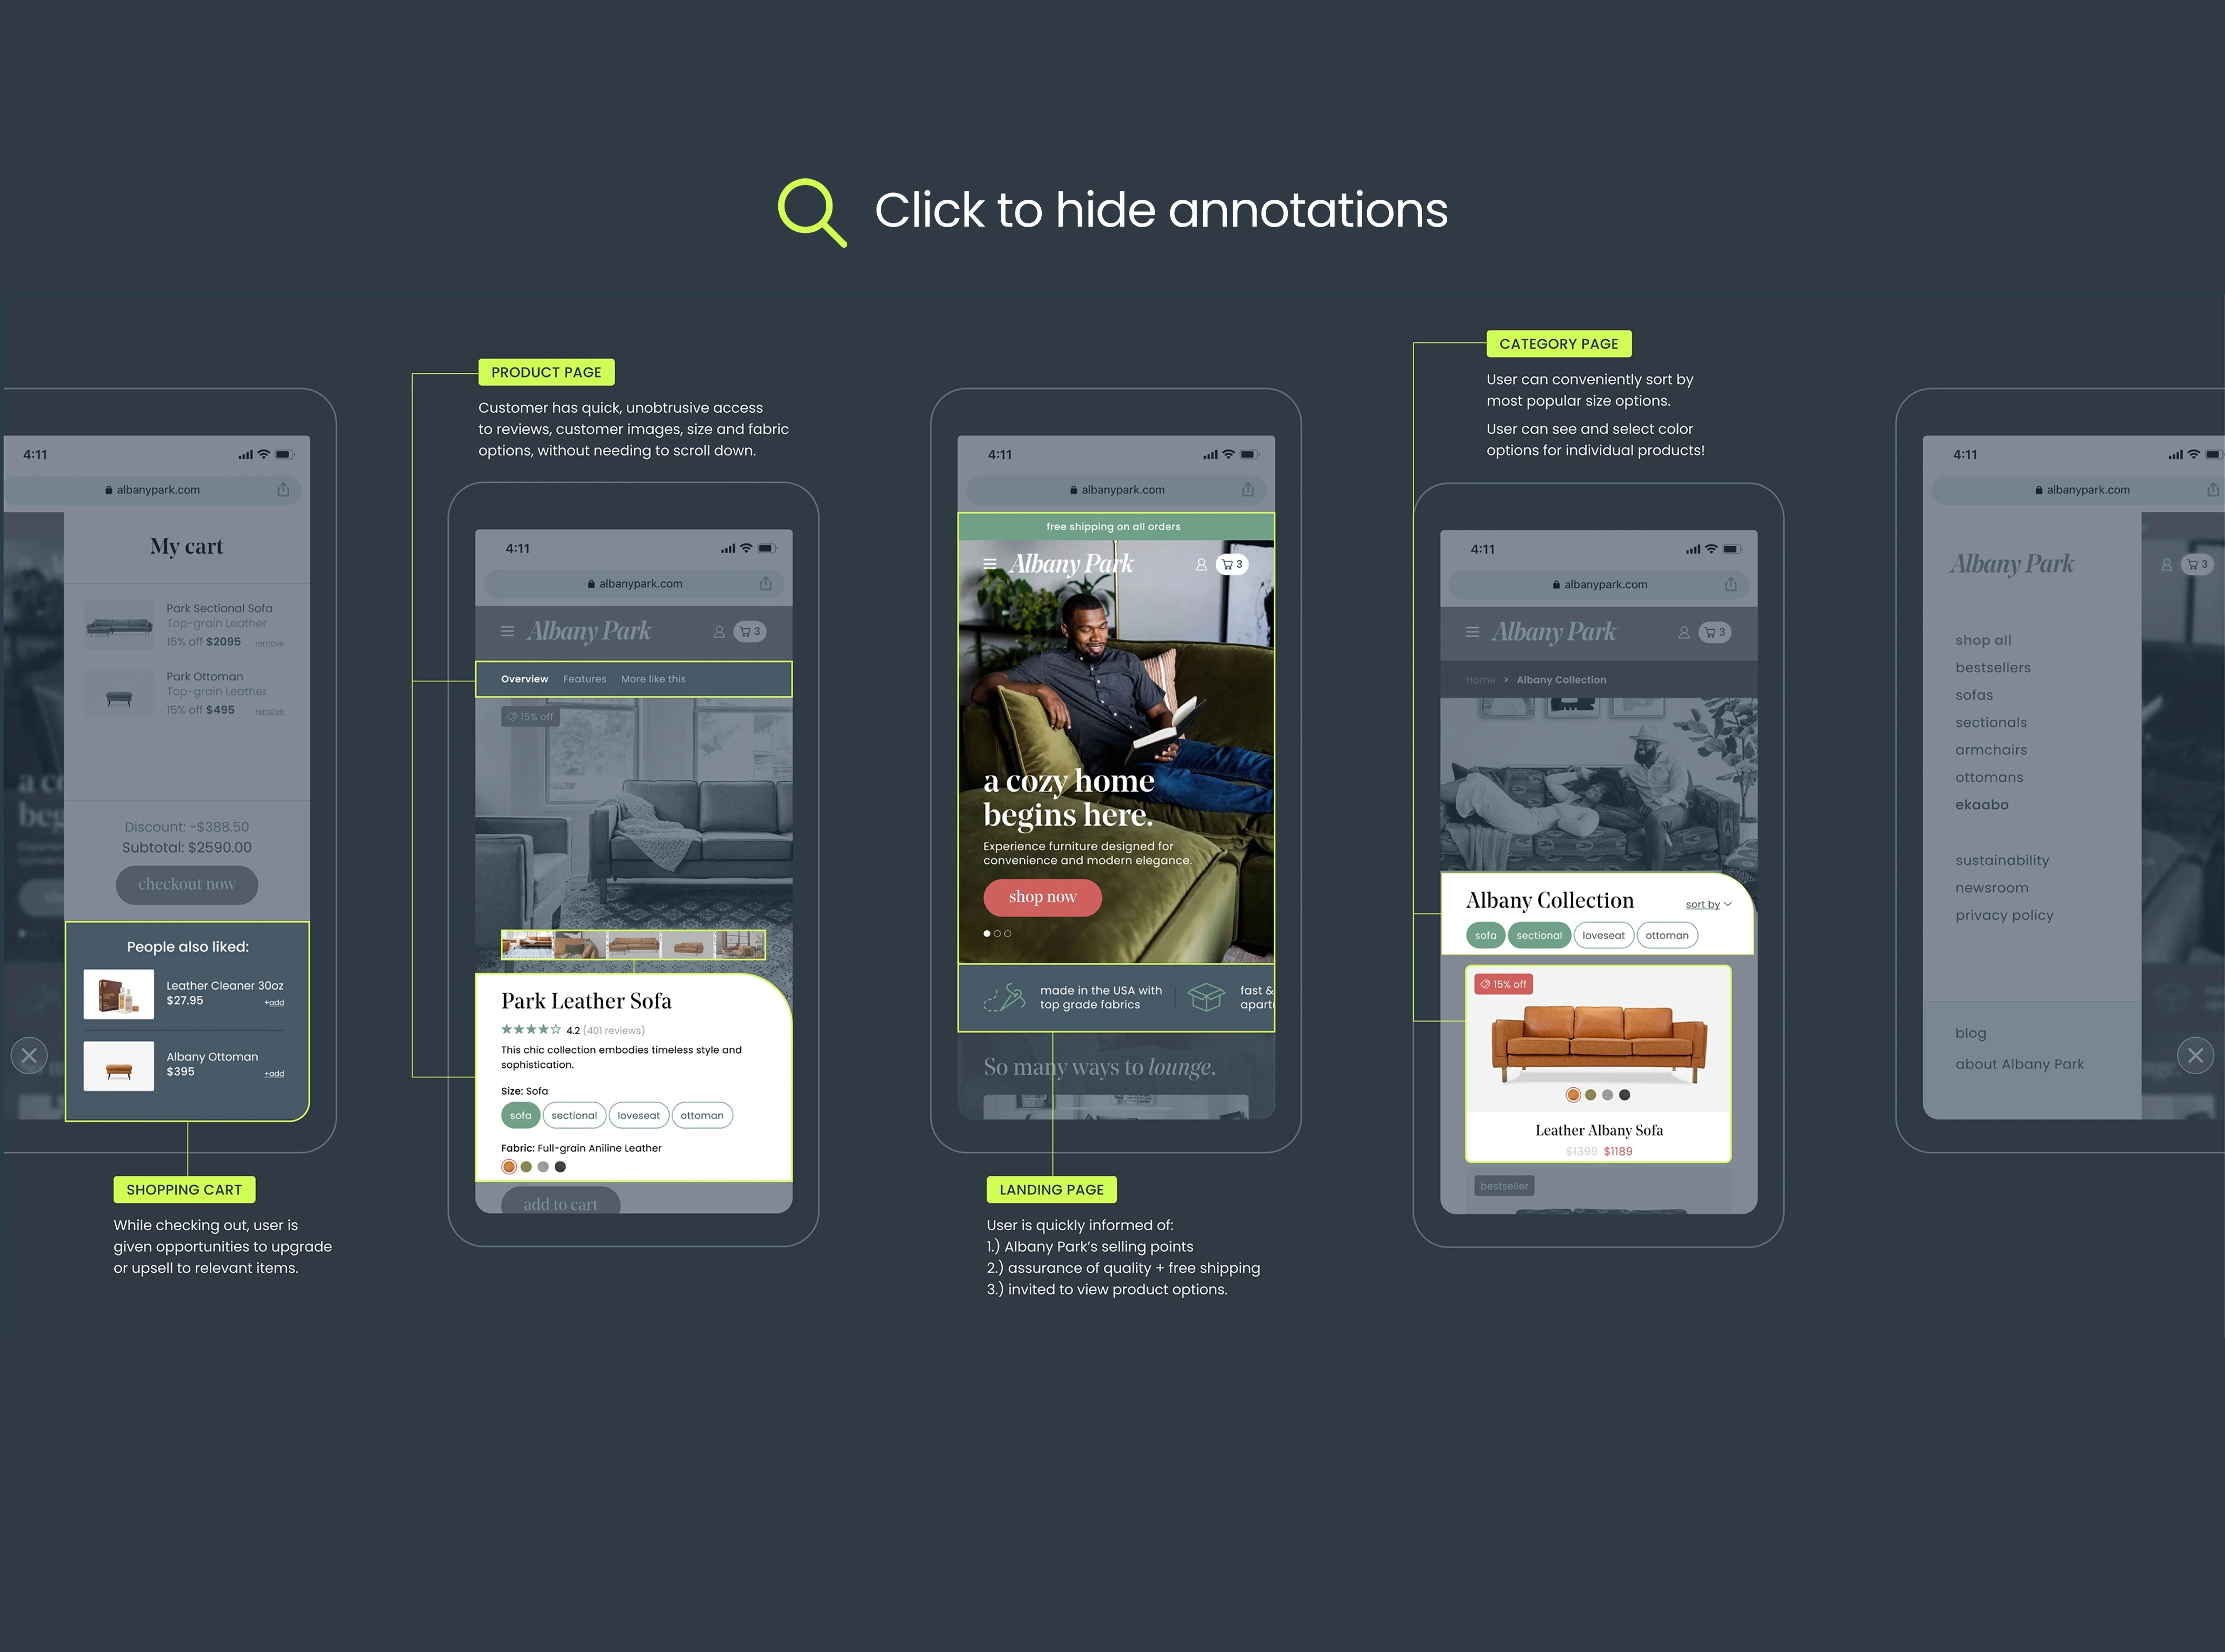 Click to hide annotations
4:11
albanypark.com
My cart
Park Sectional Sofa
Top-grain Leather
15% off $2095 remove
Park Ottoman
Top-grain Leather
15% off $495 remove
a co
beg
Discount: -$388.50
Subtotal: $2590.00
checkout now
People also liked:
Leather Cleaner 30oz
$27.95 +add
Albany Ottoman
$395 +add
SHOPPING CART
While checking out, user is
given opportunities to upgrade
or upsell to relevant items.
PRODUCT PAGE
Customer has quick, unobtrusive access
to reviews, customer images, size and fabric
options, without needing to scroll down.
4:11
albanypark.com
Albany Park 3
Overview Features More like this
15% off
Park Leather Sofa
4.2 (401 reviews)
This chic collection embodies timeless style and
sophistication.
Size: Sofa
sofa sectional loveseat ottoman
Fabric: Full-grain Aniline Leather
add to cart
4:11
albanypark.com
free shipping on all orders
Albany Park 3
a cozy home
begins here.
Experience furniture designed for
convenience and modern elegance.
shop now
made in the USA with
top grade fabrics
fast &
apart
So many ways to lounge.
LANDING PAGE
User is quickly informed of:
1.) Albany Park's selling points
2.) assurance of quality + free shipping
3.) invited to view product options.
CATEGORY PAGE
User can conveniently sort by
most popular size options.
User can see and select color
options for individual products!
4:11
albanypark.com
Albany Park 3
Home > Albany Collection
Albany Collection sort by
sofa sectional loveseat ottoman
15% off
Leather Albany Sofa
$1399 $1189
bestseller
4:11
albanypark.com
Albany Park 3
shop all
bestsellers
sofas
sectionals
armchairs
ottomans
ekaabo
sustainability
newsroom
privacy policy
blog
about Albany Park